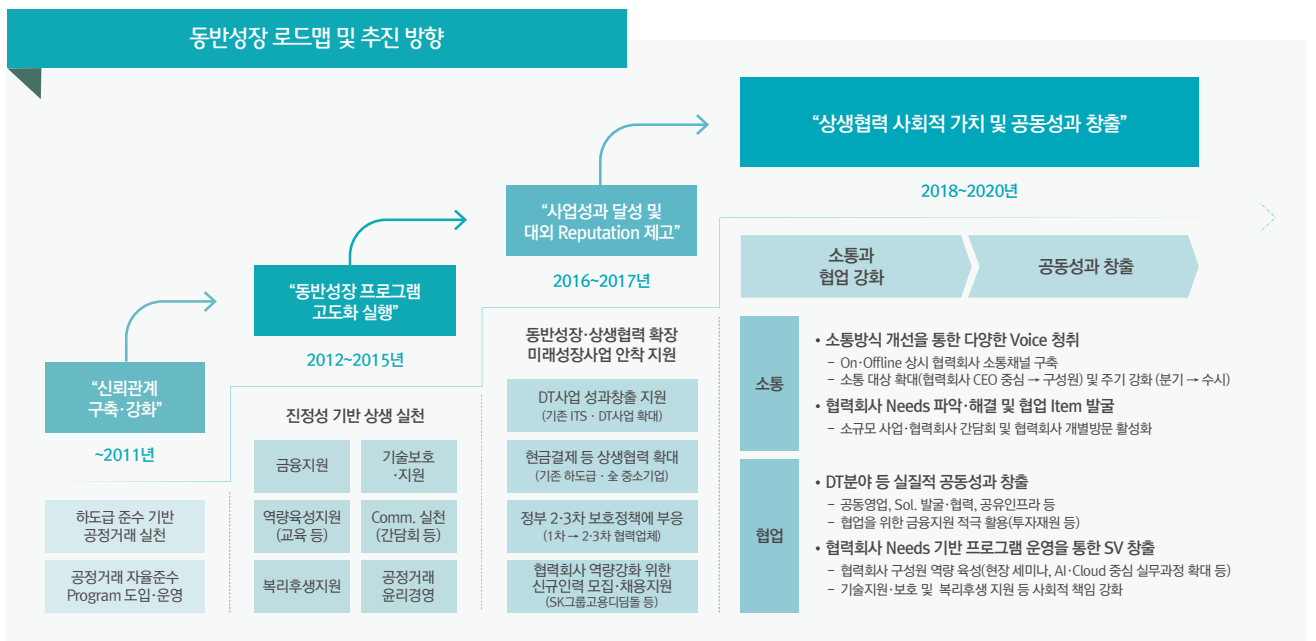 동반성장 로드맵 및 추진 방향
“신뢰관계
구축·강화”
~2011년
하도급 준수 기반
공정거래 실천
공정거래 자율준수
Program 도입·운영
“동반성장 프로그램
고도화 실행”
2012~2015년
진정성 기반 상생 실천
금융지원
기술보호
·지원
역량육성지원
(교육 등)
Comm. 실천
(간담회 등)
복리후생지원
공정거래
윤리경영
“사업성과 달성 및
대외 Reputation 제고”
2016~2017년
동반성장·상생협력 확장
미래성장사업 안착 지원
DT사업 성과창출 지원
(기존 ITS · DT사업 확대)
현금결제 등 상생협력 확대
(기존 하도급 · 全 중소기업)
정부 2·3차 보호정책에 부응
(1차 → 2·3차 협력업체)
협력회사 역량강화 위한
신규인력 모집·채용지원
(SK그룹고용디딤돌 등)
“상생협력 사회적 가치 및 공동성과 창출”
2018~2020년
소통과
협업 강화
공동성과 창출
소통
• 소통방식 개선을 통한 다양한 Voice 청취
– On·Offline 상시 협력회사 소통채널 구축
– 소통 대상 확대(협력회사 CEO 중심 → 구성원) 및 주기 강화 (분기 → 수시)
• 협력회사 Needs 파악·해결 및 협업 Item 발굴
– 소규모 사업·협력회사 간담회 및 협력회사 개별방문 활성화
협업
• DT분야 등 실질적 공동성과 창출
– 공동영업, Sol. 발굴·협력, 공유인프라 등
– 협업을 위한 금융지원 적극 활용(투자재원 등)
• 협력회사 Needs 기반 프로그램 운영을 통한 SV 창출
– 협력회사 구성원 역량 육성(현장 세미나, AI·Cloud 중심 실무과정 확대 등)
– 기술지원·보호 및 복리후생 지원 등 사회적 책임 강화